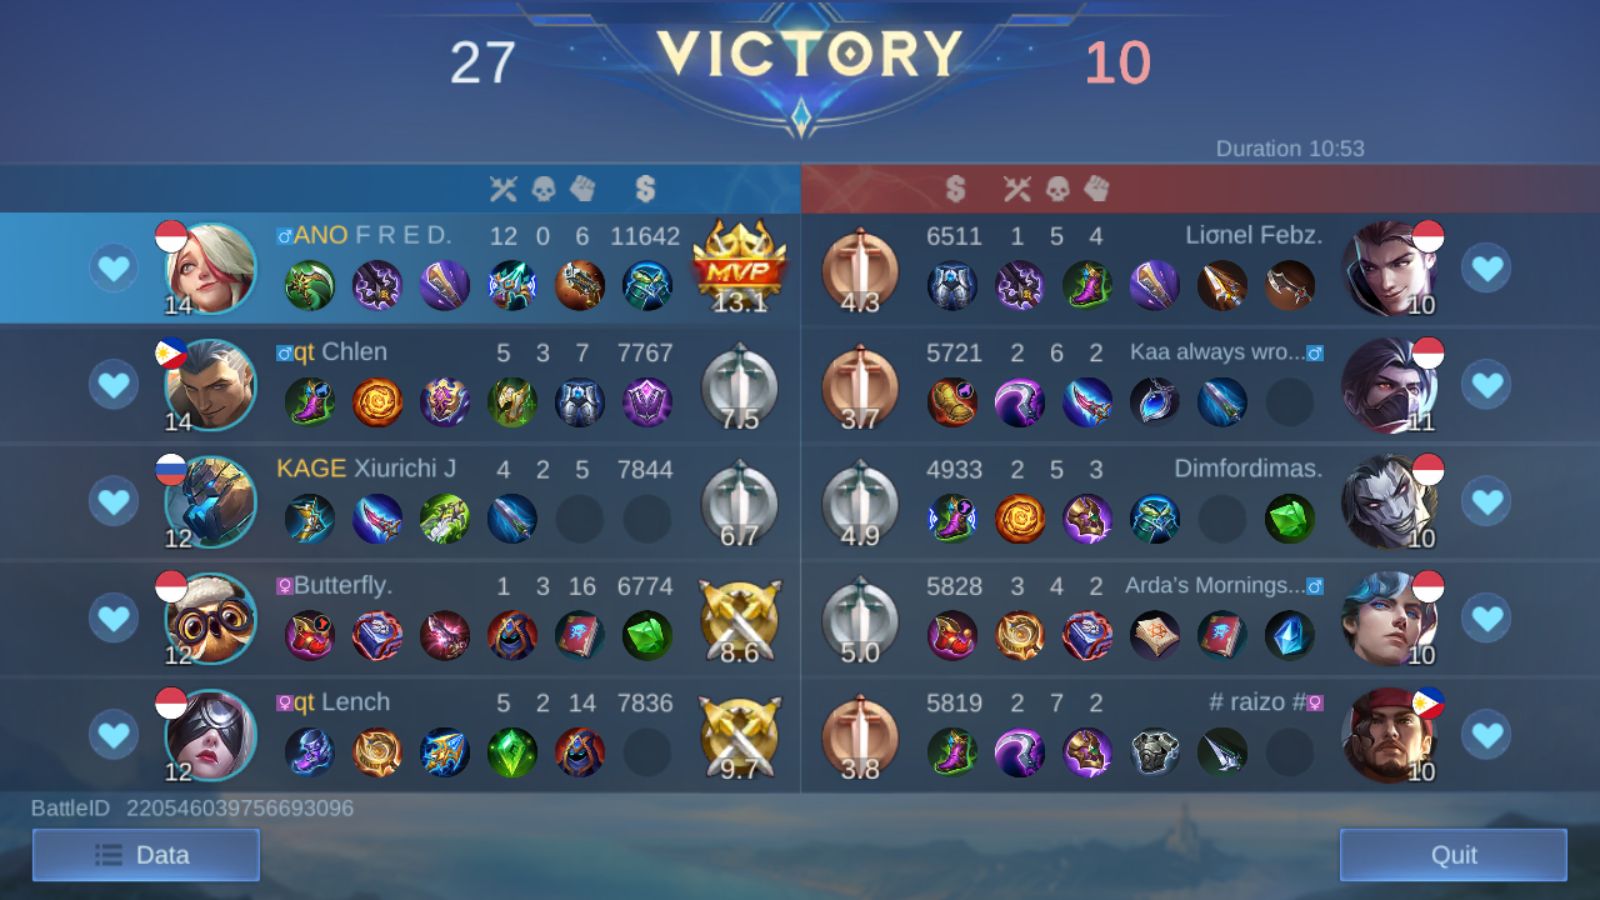 27 VICTORY 10
Duration 10:53
14 ANO F R E D. 12 0 6 11642 MVP 13.1
4.3 6511 1 5 4 Lionel Febz. 10
14 qt Chlen 5 3 7 7767 7.5
3.7 5721 2 6 2 Kaa always wro... 11
12 KAGE Xiurichi J 4 2 5 7844 6.7
4.9 4933 2 5 3 Dimfordimas. 10
12 Butterfly. 1 3 16 6774 8.6
5.0 5828 3 4 2 Arda's Mornings... 10
12 qt Lench 5 2 14 7836 9.7
3.8 5819 2 7 2 # raizo # 10
BattleID 220546039756693096
Data
Quit